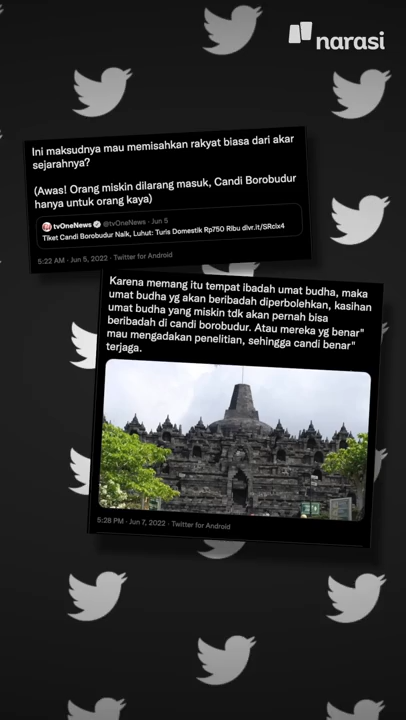 narasi
Ini maksudnya mau memisahkan rakyat biasa dari akar
sejarahnya?
(Awas! Orang miskin dilarang masuk, Candi Borobudur
hanya untuk orang kaya)
tvOneNews @tvOneNews · Jun 5
Tiket Candi Borobudur Naik, Luhut: Turis Domestik Rp750 Ribu dlvr.it/SRcix4
5:22 AM · Jun 5, 2022 · Twitter for Android
Karena memang itu tempat ibadah umat budha, maka
umat budha yg akan beribadah diperbolehkan, kasihan
umat budha yang miskin tdk akan pernah bisa
beribadah di candi borobudur. Atau mereka yg benar"
mau mengadakan penelitian, sehingga candi benar"
terjaga.
5:28 PM · Jun 7, 2022 · Twitter for Android